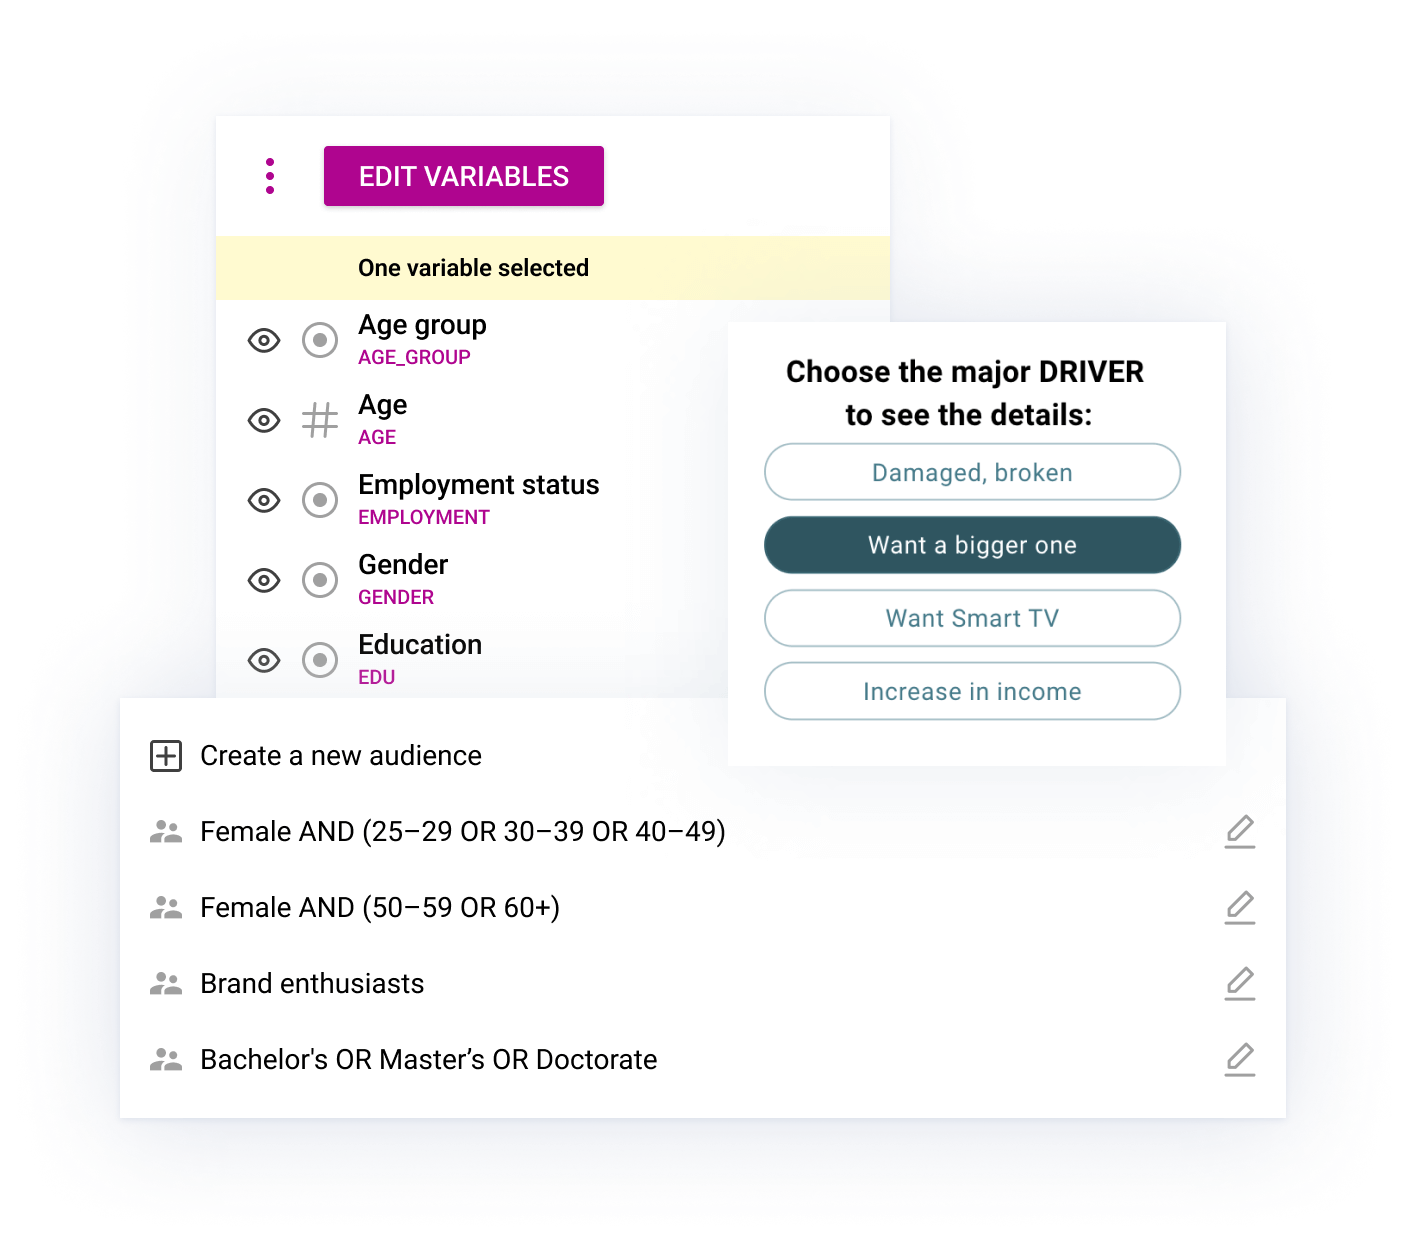 EDIT VARIABLES
One variable selected
Age group
AGE_GROUP
Age
AGE
Employment status
EMPLOYMENT
Gender
GENDER
Education
EDU
Choose the major DRIVER
to see the details:
Damaged, broken
Want a bigger one
Want Smart TV
Increase in income
Create a new audience
Female AND (25–29 OR 30–39 OR 40–49)
Female AND (50–59 OR 60+)
Brand enthusiasts
Bachelor's OR Master’s OR Doctorate